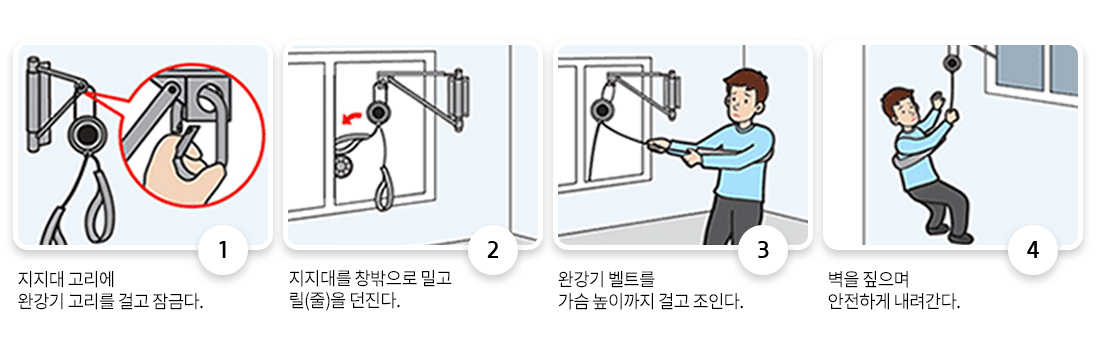 1
지지대 고리에
완강기 고리를 걸고 잠금다.
2
지지대를 창밖으로 밀고
릴(줄)을 던진다.
3
완강기 벨트를
가슴 높이까지 걸고 조인다.
4
벽을 짚으며
안전하게 내려간다.